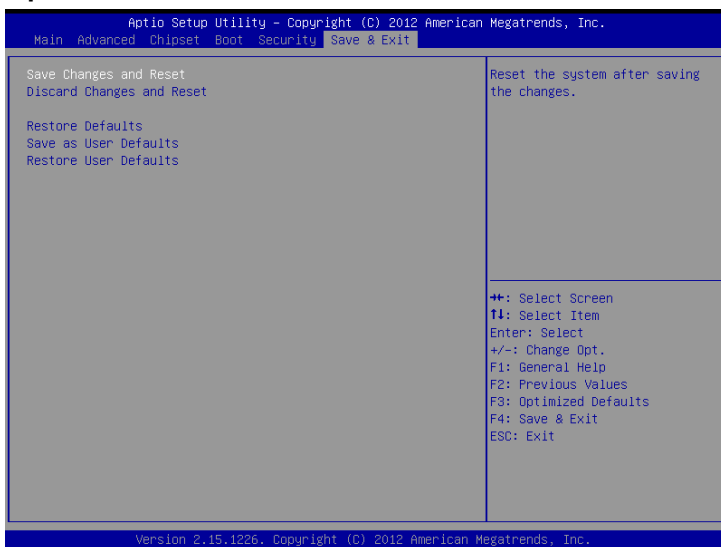 Aptio Setup Utility – Copyright (C) 2012 American Megatrends, Inc.
Main Advanced Chipset Boot Security Save & Exit
Save Changes and Reset
Discard Changes and Reset
Restore Defaults
Save as User Defaults
Restore User Defaults
Reset the system after saving
the changes.
→←: Select Screen
↑↓: Select Item
Enter: Select
+/-: Change Opt.
F1: General Help
F2: Previous Values
F3: Optimized Defaults
F4: Save & Exit
ESC: Exit
Version 2.15.1226. Copyright (C) 2012 American Megatrends, Inc.